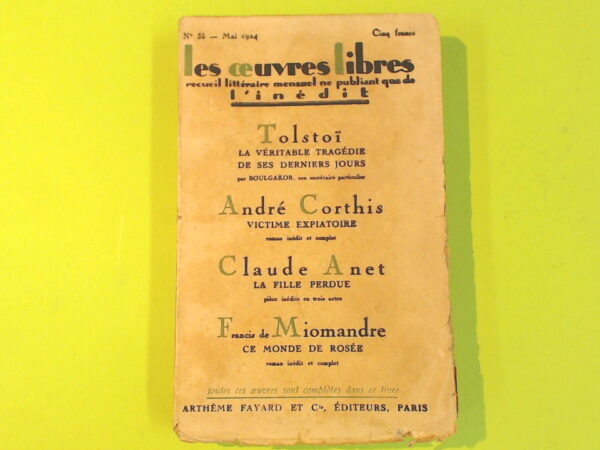 Nº 35 — Mai 1924 Cinq francs
les œuvres libres
recueil littéraire mensuel ne publiant que de
l'inédit
Tolstoï
LA VÉRITABLE TRAGÉDIE
DE SES DERNIERS JOURS
par BOULGAKOR, son secrétaire particulier
André Corthis
VICTIME EXPIATOIRE
roman inédit et complet
Claude Anet
LA FILLE PERDUE
pièce inédite en trois actes
Francis de Miomandre
CE MONDE DE ROSÉE
roman inédit et complet
toutes ces œuvres sont complètes dans ce livre
ARTHÈME FAYARD ET Cie, ÉDITEURS, PARIS